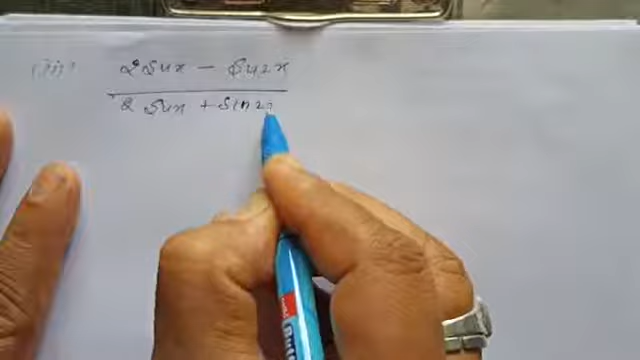 (iii) 2 Sin x - Sin 2x
2 Sin x + Sin 2x